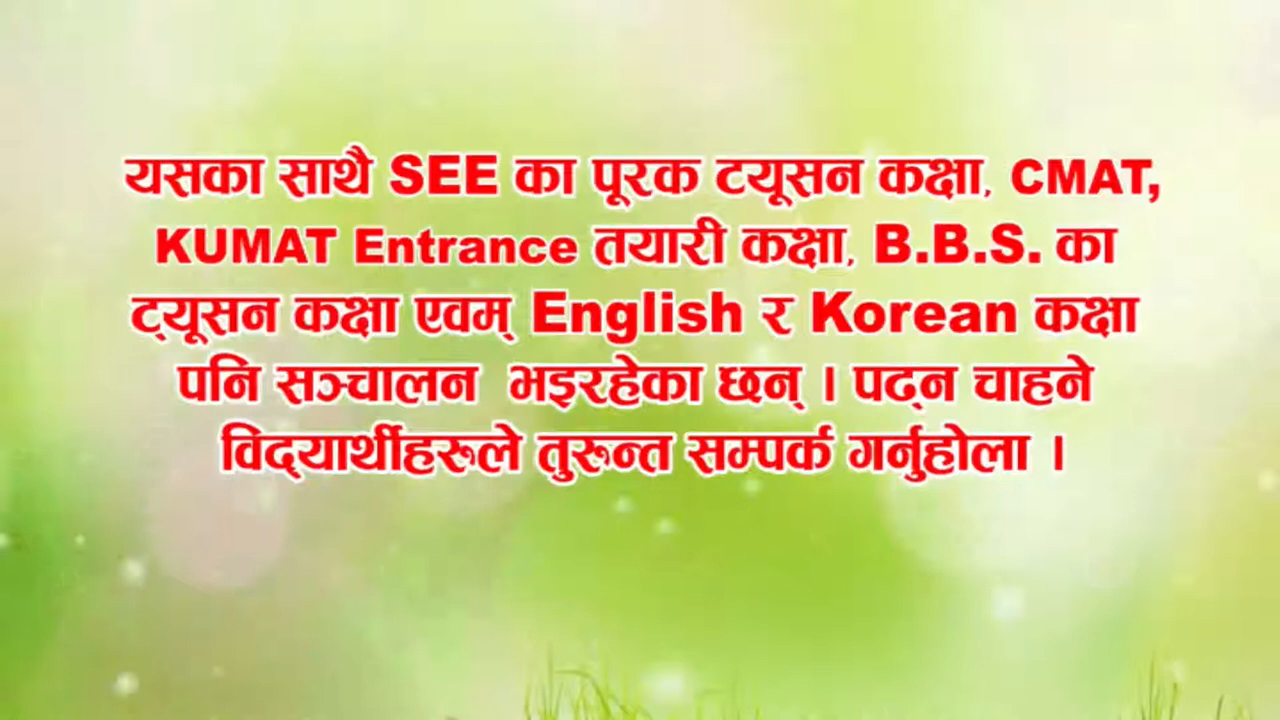 यसका साथै SEE का पूरक टयूसन कक्षा, CMAT,
KUMAT Entrance तयारी कक्षा, B.B.S. का
ट्यूसन कक्षा एवम् English र Korean कक्षा
पनि सञ्चालन भइरहेका छन् । पढ्न चाहने
विद्यार्थीहरुले तुरुन्त सम्पर्क गर्नुहोला ।